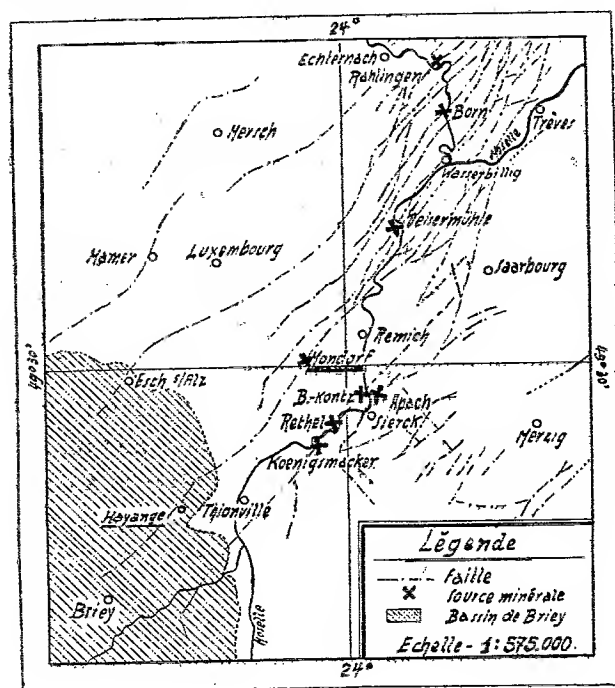 24°
Echternach
Rahlingen
Born
Trèves
Moselle
Wasserbillig
Mersch
Mamer
Luxembourg
Saarbourg
Remich
49°30'
49°30'
Mondorf
Esch s/Alz
B.-Kontz
Apach
Rethel
Sierck
Merzig
Koenigsmacker
Hayange
Thionville
Briey
Moselle
24°
Légende
Faille
Source minérale
Bassin de Briey
Echelle - 1:575.000.